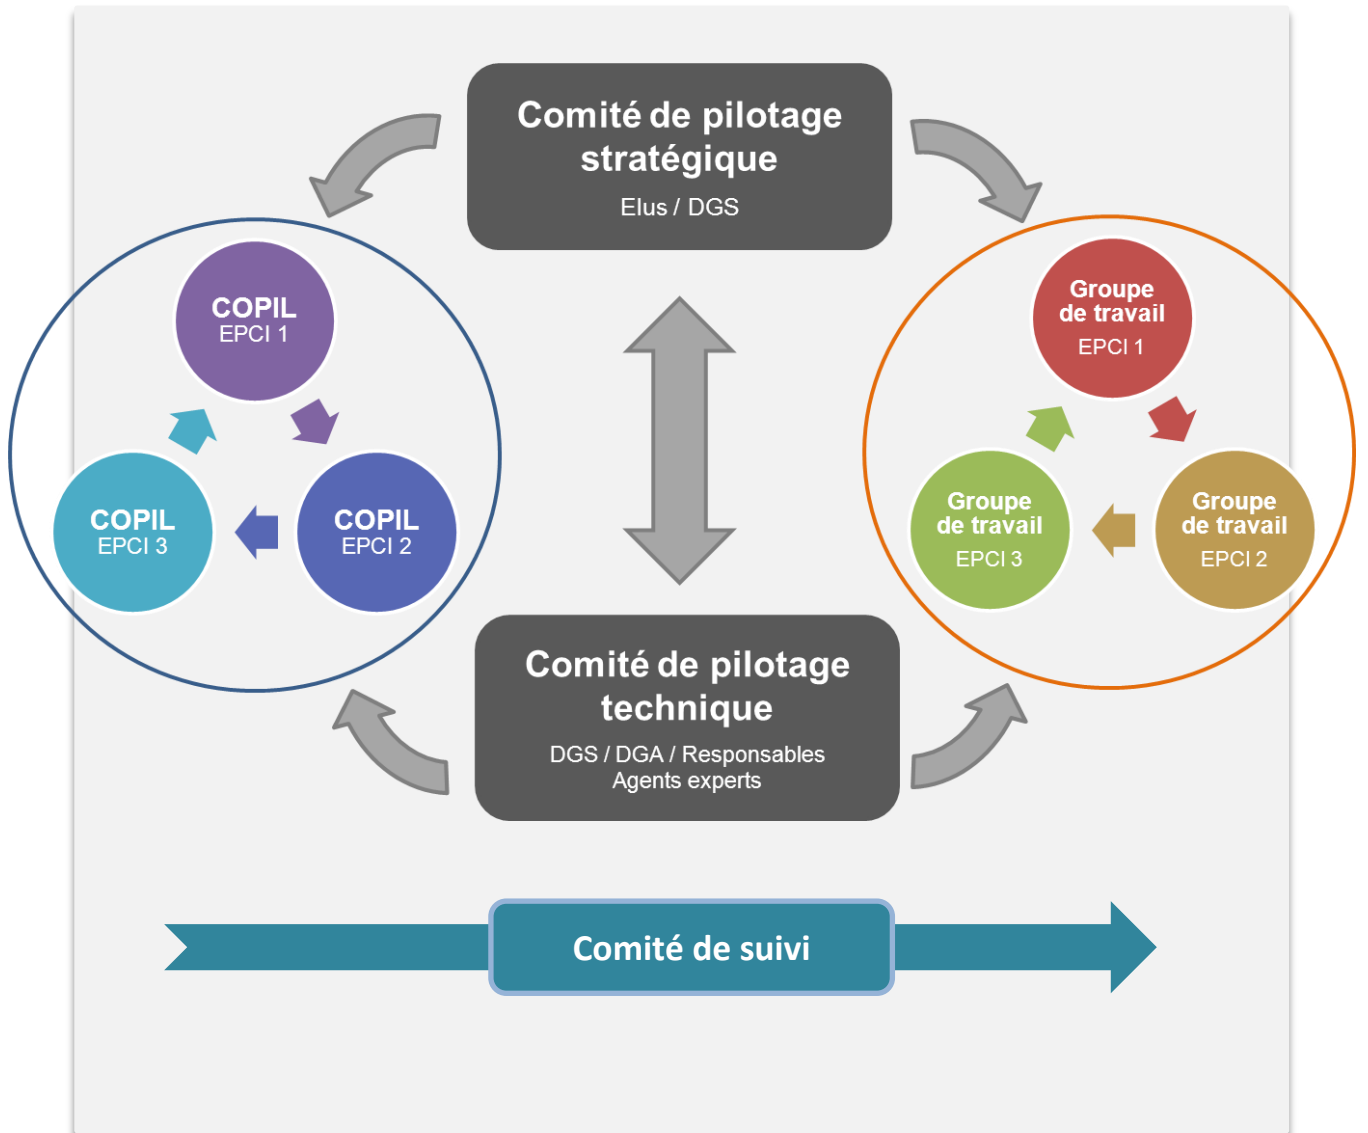 Comité de pilotage
stratégique
Elus / DGS
COPIL
EPCI 1
COPIL
EPCI 2
COPIL
EPCI 3
Groupe
de travail
EPCI 1
Groupe
de travail
EPCI 2
Groupe
de travail
EPCI 3
Comité de pilotage
technique
DGS / DGA / Responsables
Agents experts
Comité de suivi